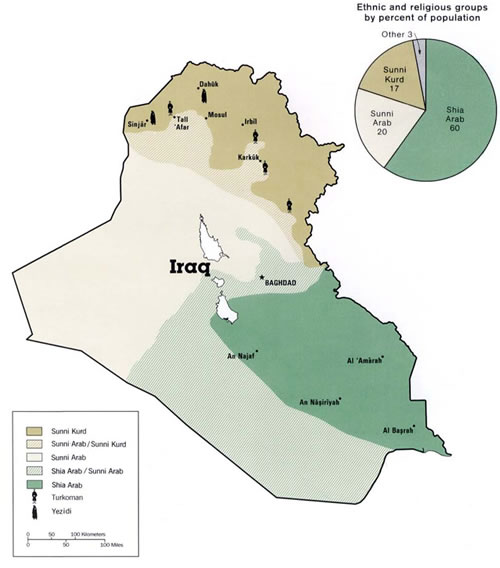 Ethnic and religious groups
by percent of population
Other 3
Sunni
Kurd
17
Sunni
Arab
20
Shia
Arab
60
Dahūk
Sinjār
Tall
'Afar
Mosul
Irbīl
Karkūk
Iraq
BAGHDAD
An Najaf
Al 'Amārah
An Nāşirīyah
Al Başrah
Sunni Kurd
Sunni Arab/Sunni Kurd
Sunni Arab
Shia Arab/Sunni Arab
Shia Arab
Turkoman
Yezidi
0 50 100 Kilometers
0 50 100 Miles